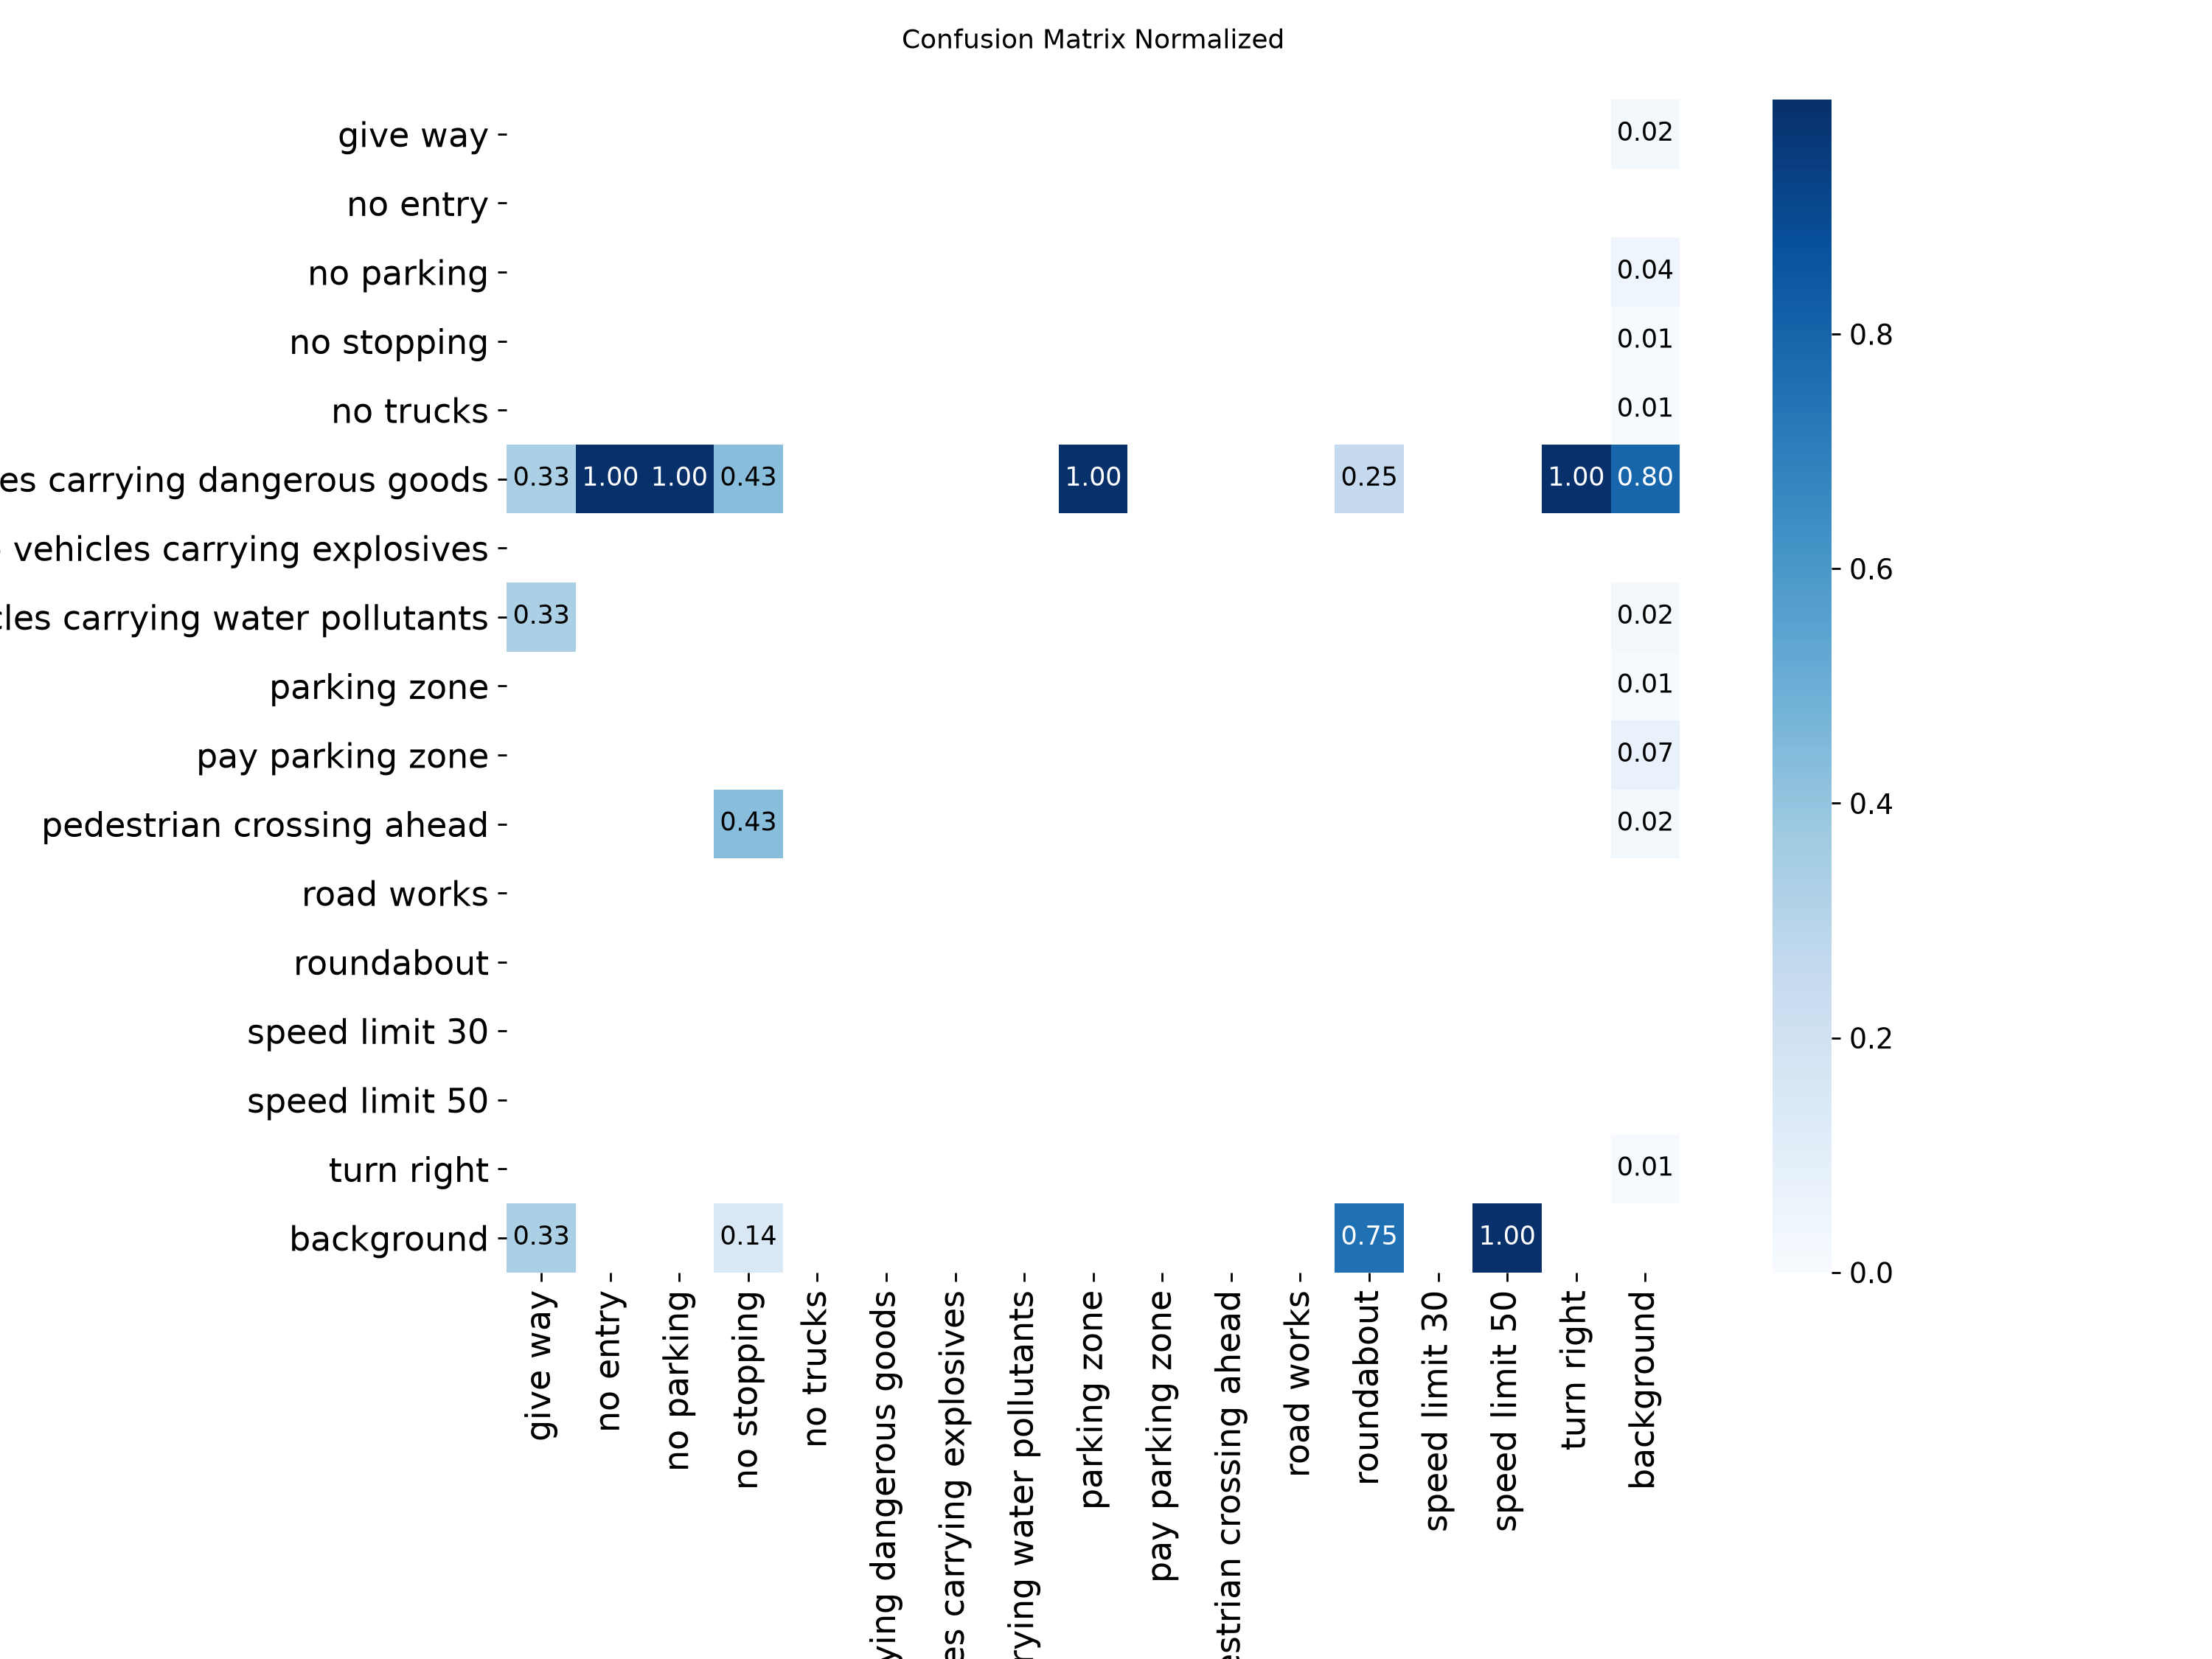 Confusion Matrix Normalized
give way 0.02
no entry
no parking 0.04
no stopping 0.01
no trucks 0.01
es carrying dangerous goods 0.33 1.00 1.00 0.43 1.00 0.25 1.00 0.80
vehicles carrying explosives
cles carrying water pollutants 0.33 0.02
parking zone 0.01
pay parking zone 0.07
pedestrian crossing ahead 0.43 0.02
road works
roundabout
speed limit 30
speed limit 50
turn right 0.01
background 0.33 0.14 0.75 1.00
give way
no entry
no parking
no stopping
no trucks
ying dangerous goods
es carrying explosives
rying water pollutants
parking zone
pay parking zone
estrian crossing ahead
road works
roundabout
speed limit 30
speed limit 50
turn right
background
0.8
0.6
0.4
0.2
0.0